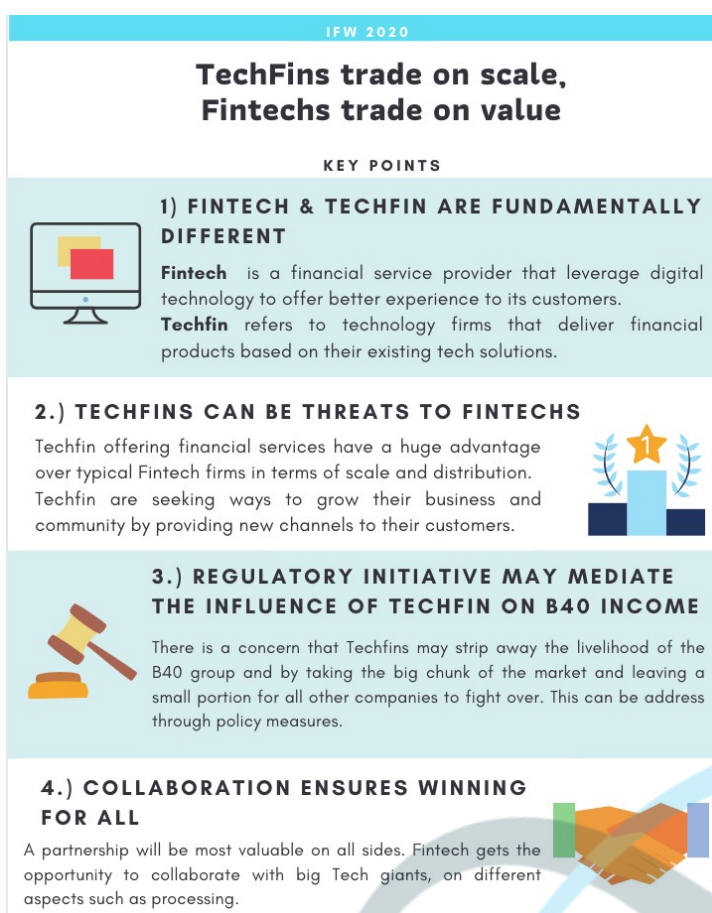 IFW 2020
TechFins trade on scale,
Fintechs trade on value
KEY POINTS
1) FINTECH & TECHFIN ARE FUNDAMENTALLY
DIFFERENT
Fintech is a financial service provider that leverage digital
technology to offer better experience to its customers.
Techfin refers to technology firms that deliver financial
products based on their existing tech solutions.
2.) TECHFINS CAN BE THREATS TO FINTECHS
Techfin offering financial services have a huge advantage
over typical Fintech firms in terms of scale and distribution.
Techfin are seeking ways to grow their business and
community by providing new channels to their customers.
1
3.) REGULATORY INITIATIVE MAY MEDIATE
THE INFLUENCE OF TECHFIN ON B40 INCOME
There is a concern that Techfins may strip away the livelihood of the
B40 group and by taking the big chunk of the market and leaving a
small portion for all other companies to fight over. This can be address
through policy measures.
4.) COLLABORATION ENSURES WINNING
FOR ALL
A partnership will be most valuable on all sides. Fintech gets the
opportunity to collaborate with big Tech giants, on different
aspects such as processing.